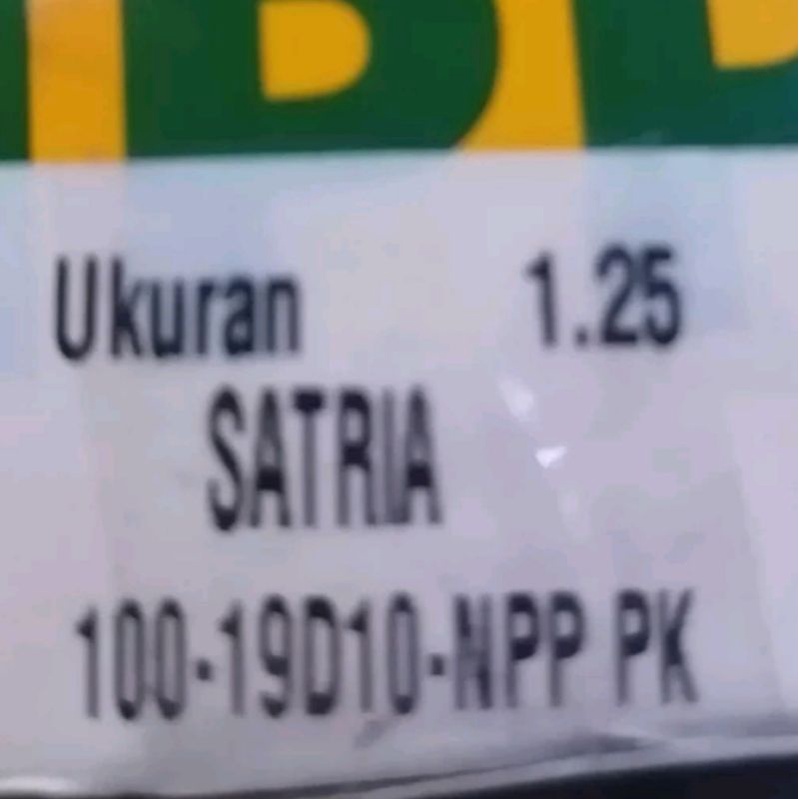 Ukuran 1.25
SATRIA
100-19D10-NPP PK